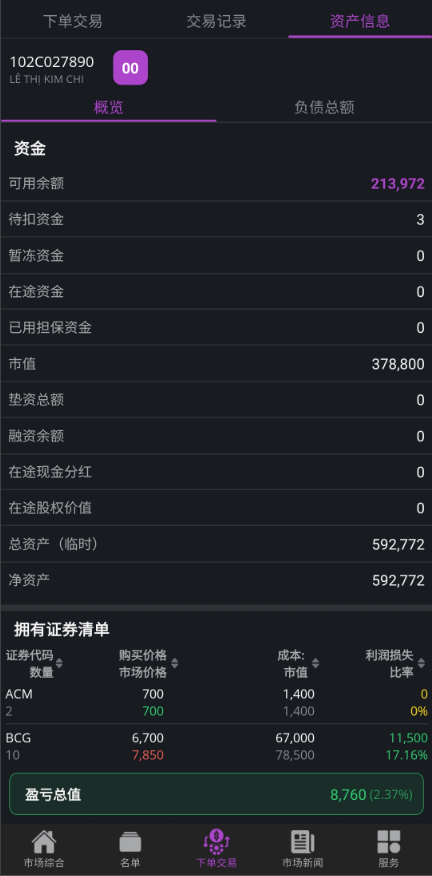 下单交易 交易记录 资产信息
102C027890 00
LÊ THỊ KIM CHI
概览 负债总额
资金
可用余额 213,972
待扣资金 3
暂冻资金 0
在途资金 0
已用担保资金 0
市值 378,800
垫资总额 0
融资余额 0
在途现金分红 0
在途股权价值 0
总资产（临时） 592,772
净资产 592,772
拥有证券清单
证券代码 购买价格 成本: 利润损失
数量 市场价格 市值 比率
ACM 700 1,400 0
2 700 1,400 0%
BCG 6,700 67,000 11,500
10 7,850 78,500 17.16%
盈亏总值 8,760 (2.37%)
市场综合 名单 下单交易 市场新闻 服务